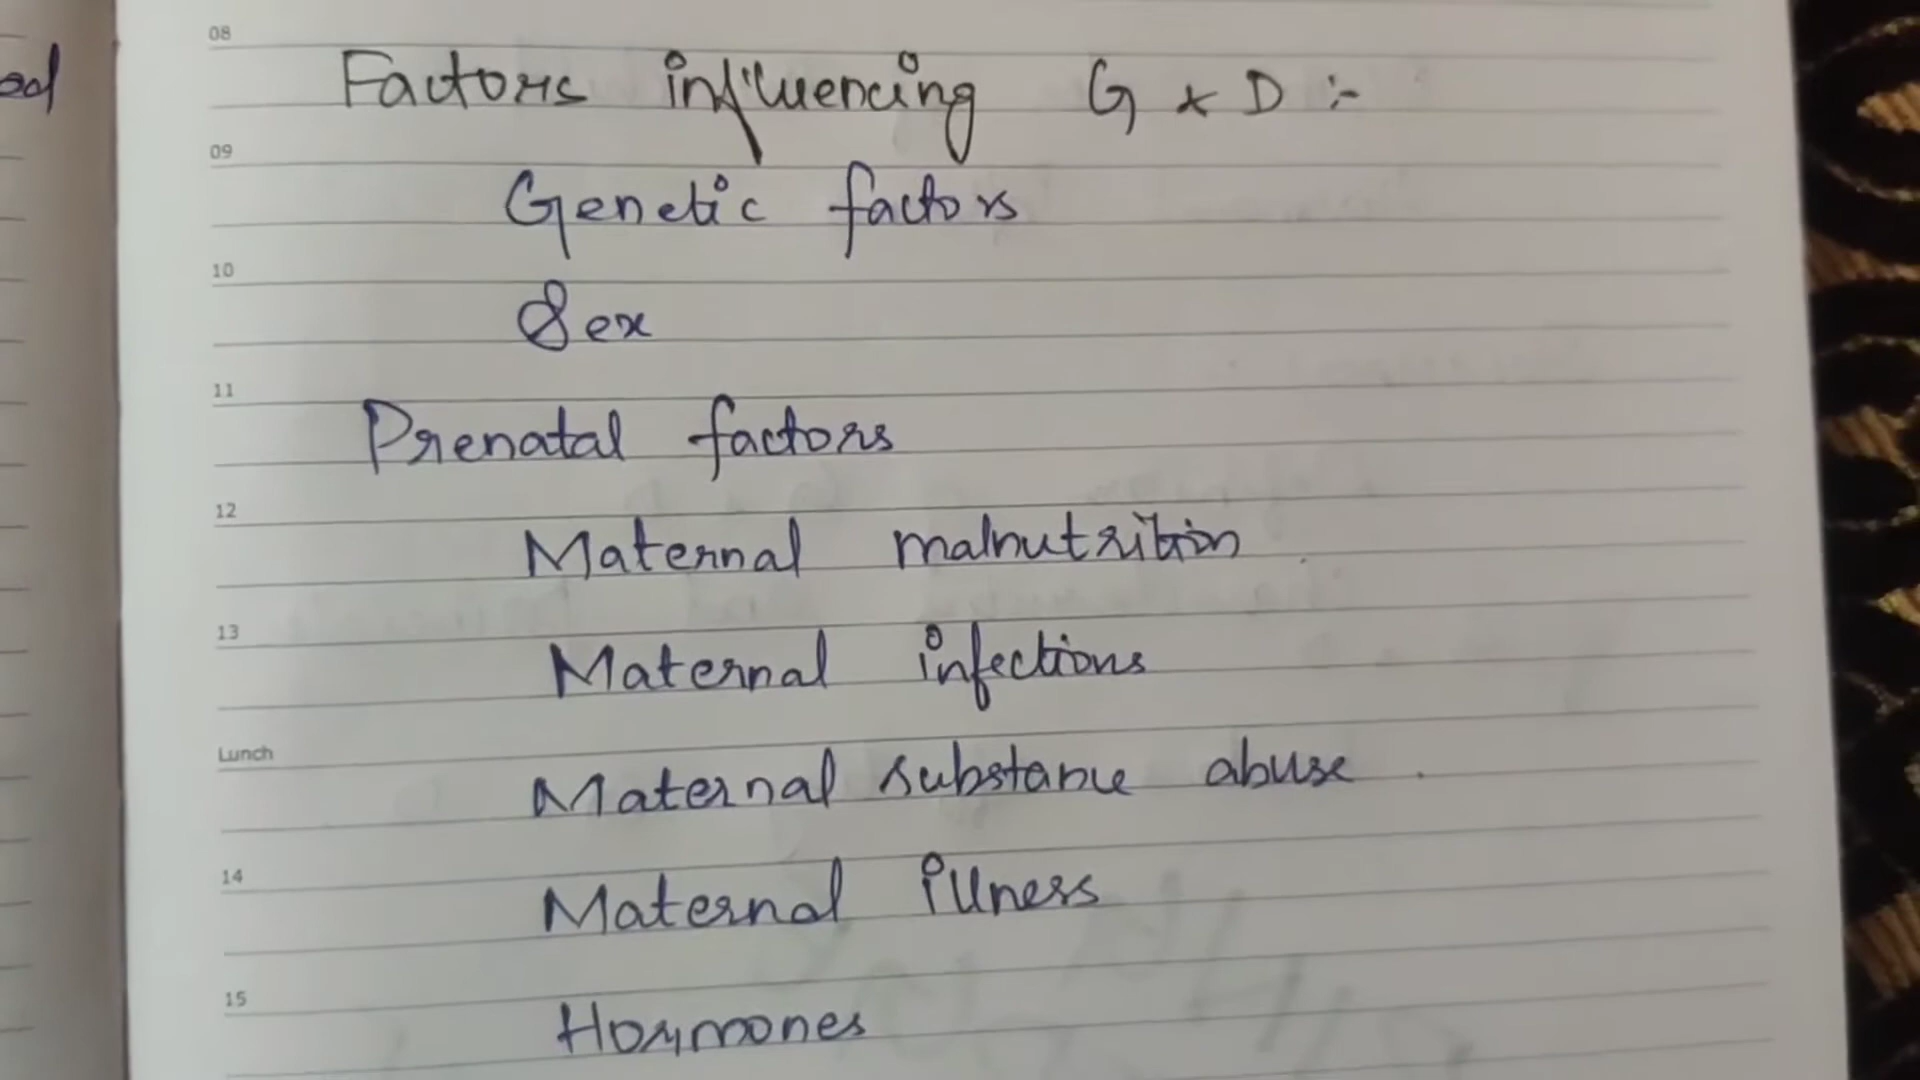 08
Factors influencing G & D :-
09
Genetic factors
10
Sex
11
Prenatal factors
12
Maternal malnutrition
13
Maternal infections
Lunch
Maternal substance abuse
14
Maternal illness
15
Hormones